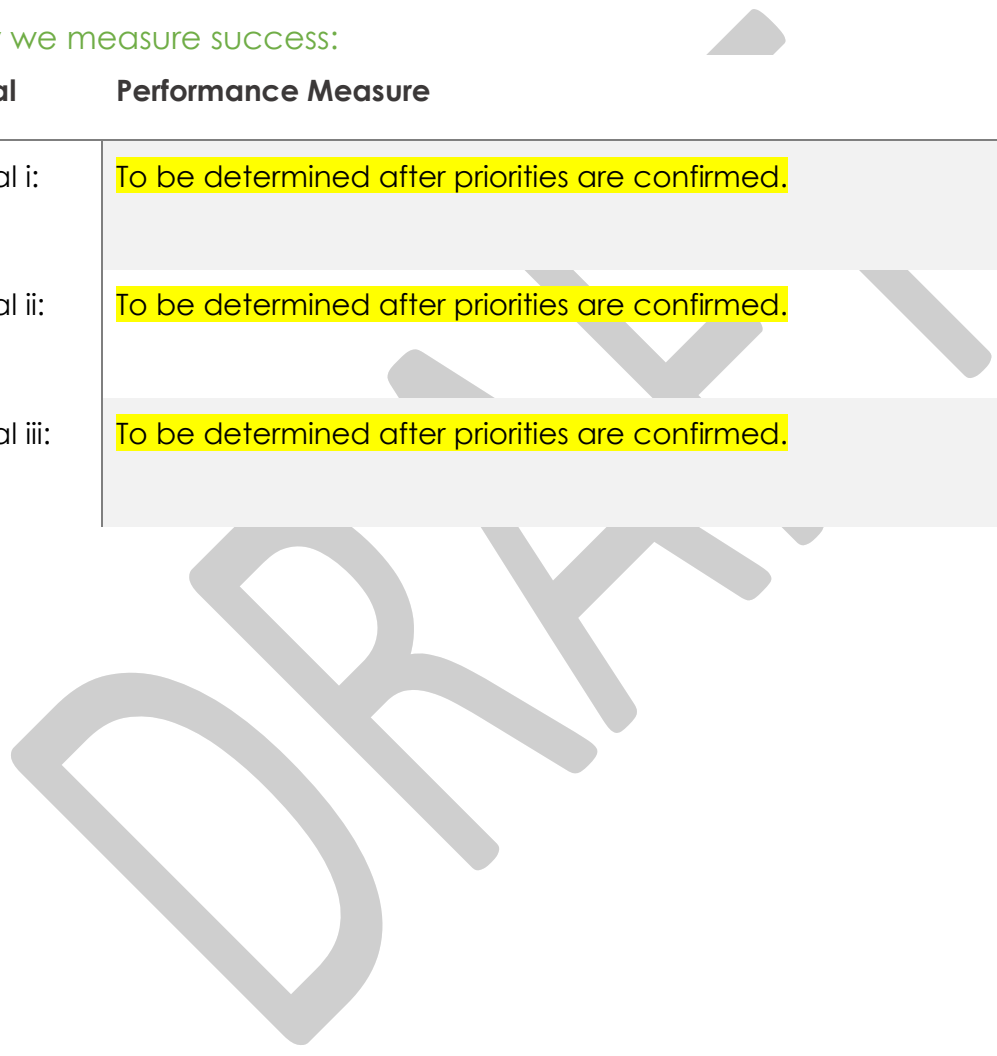 we measure success:
al Performance Measure
al i: To be determined after priorities are confirmed.
al ii: To be determined after priorities are confirmed.
al iii: To be determined after priorities are confirmed.
DRAFT